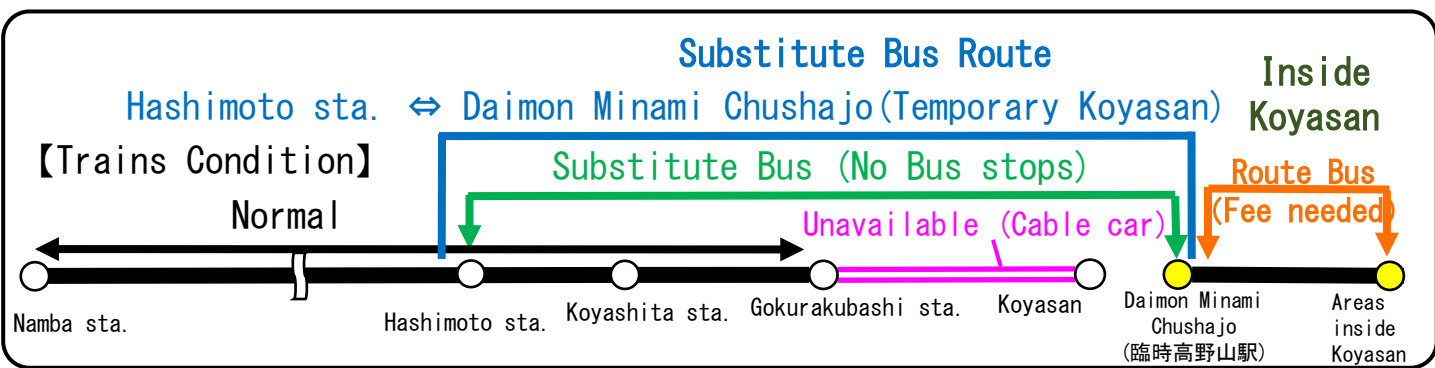 Substitute Bus Route
Hashimoto sta. ⇔ Daimon Minami Chushajo(Temporary Koyasan)
Inside
Koyasan
【Trains Condition】
Substitute Bus (No Bus stops)
Route Bus
(Fee needed)
Normal
Unavailable (Cable car)
Namba sta.
Hashimoto sta.
Koyashita sta.
Gokurakubashi sta.
Koyasan
Daimon Minami
Chushajo
(臨時高野山駅)
Areas
inside
Koyasan